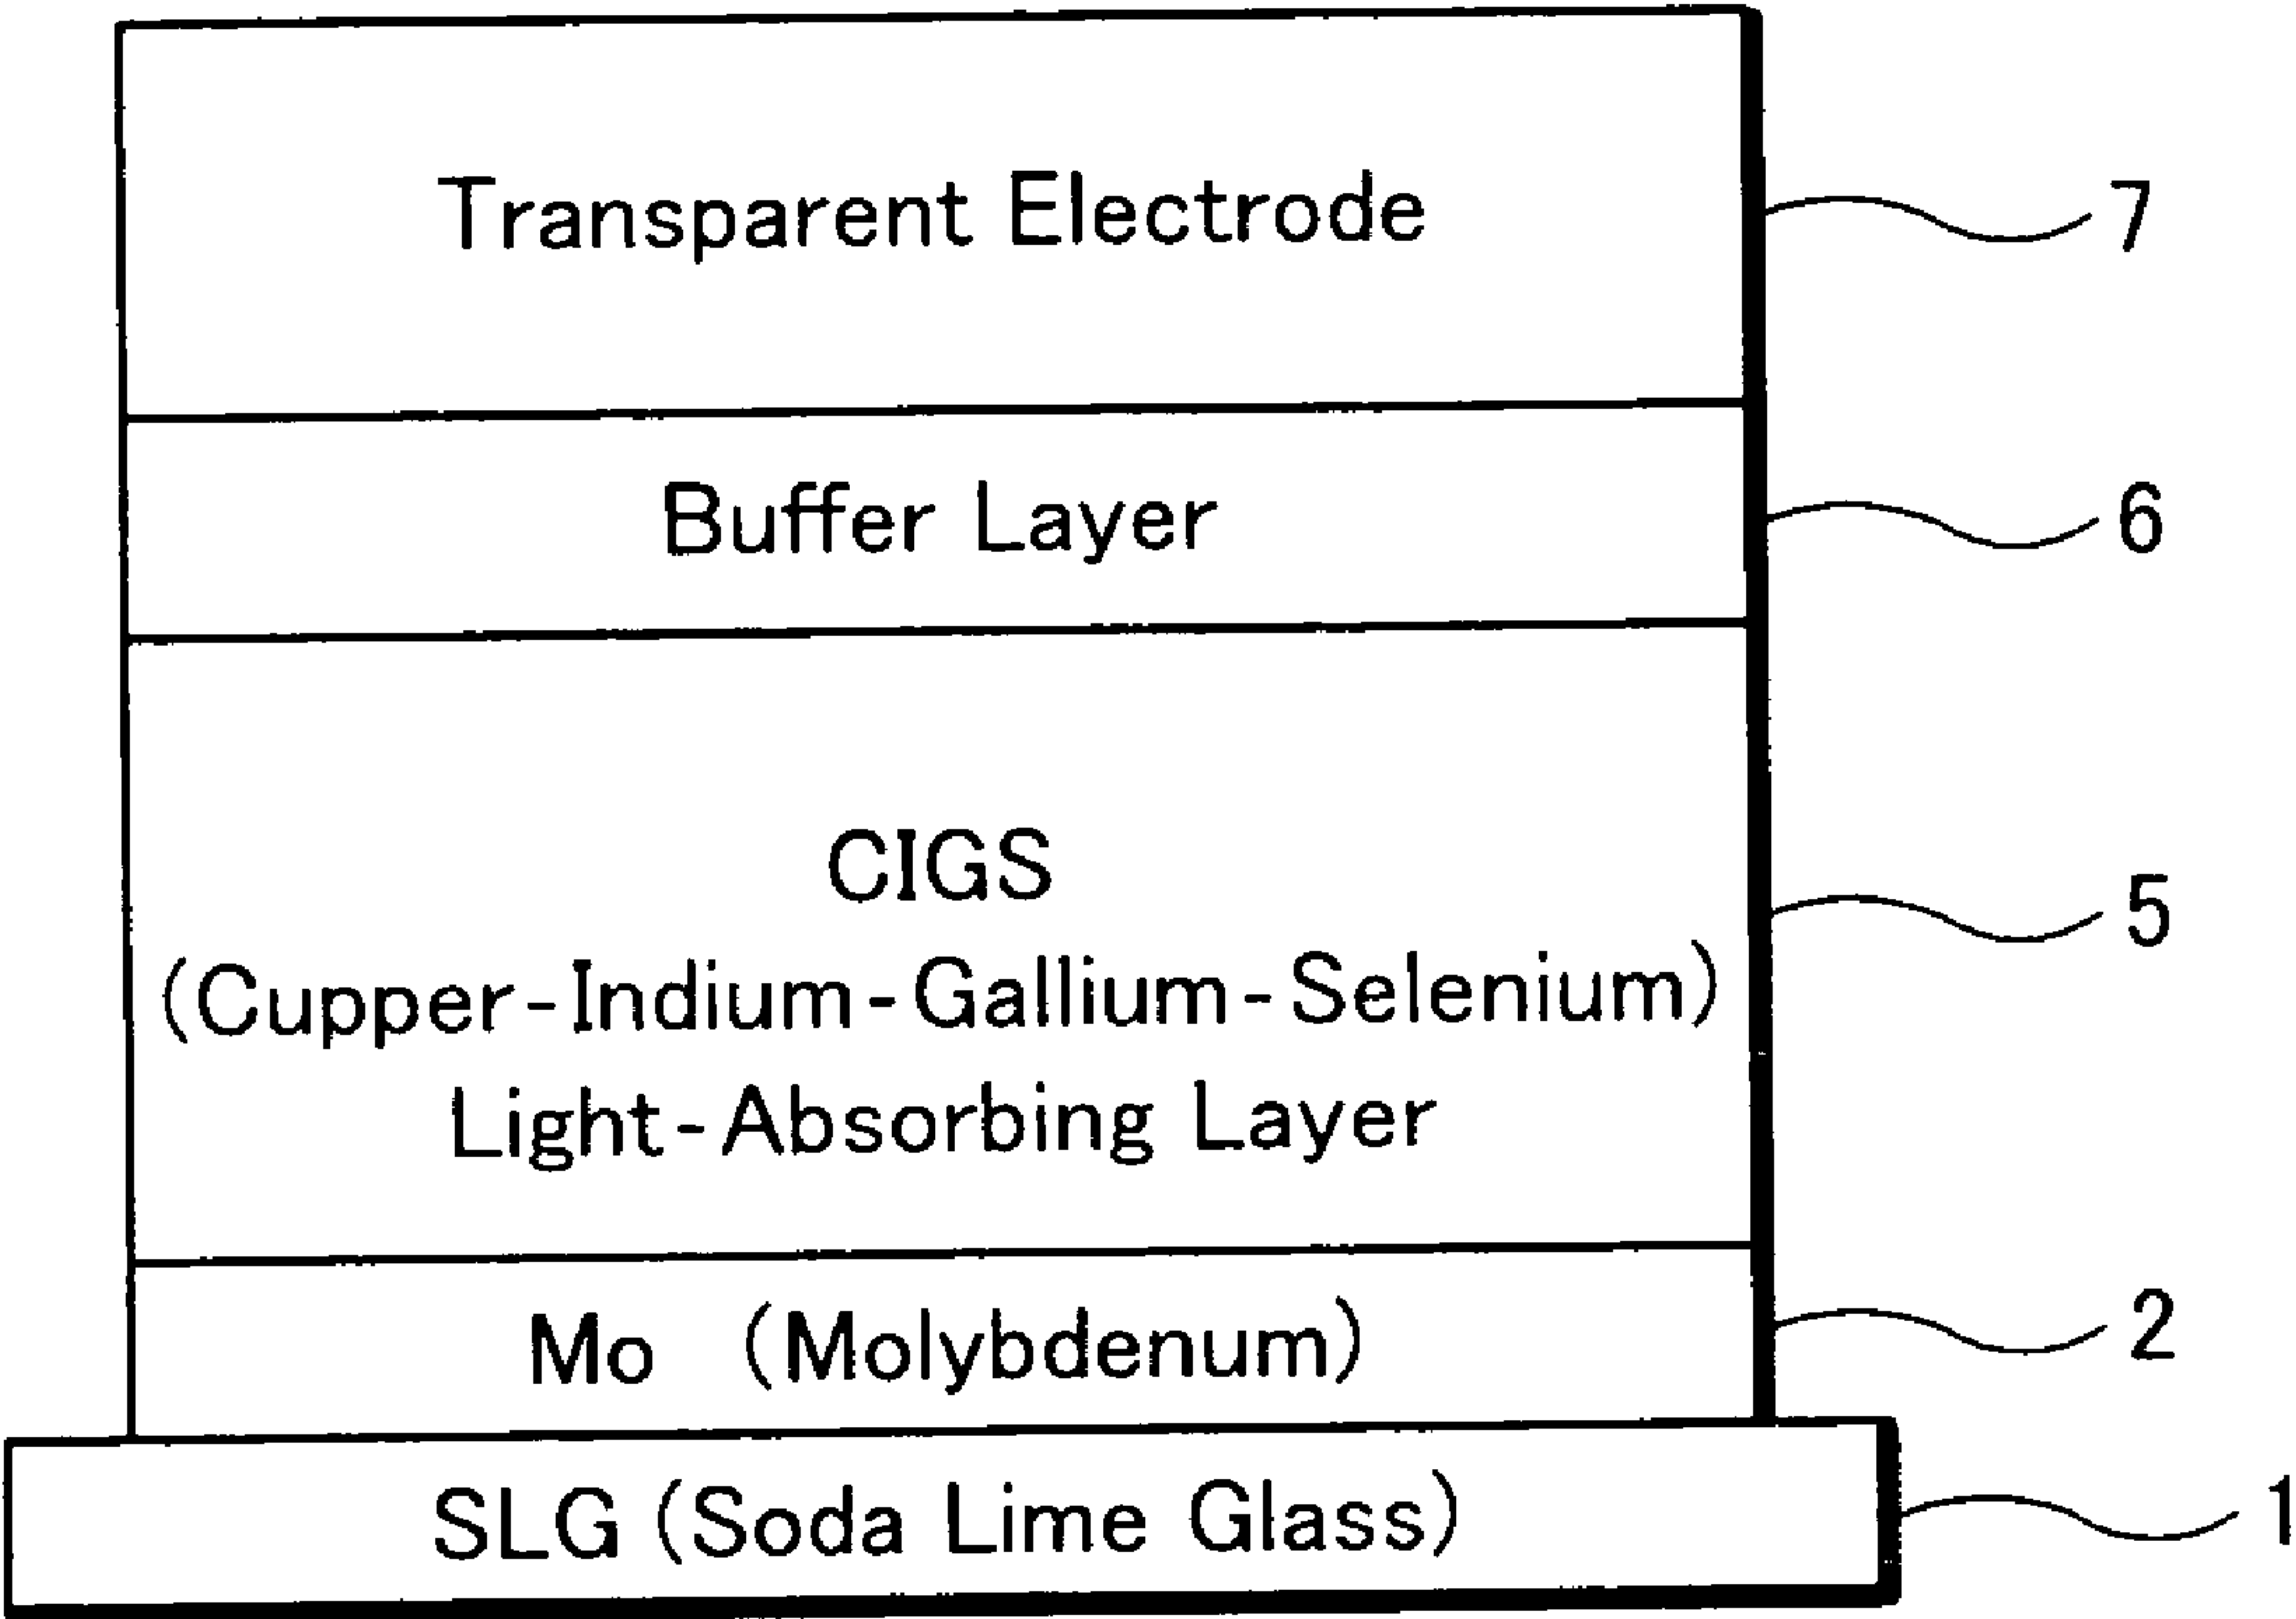 Transparent Electrode
7
Buffer Layer
6
CIGS
5
(Cupper-Indium-Gallium-Selenium)
Light-Absorbing Layer
Mo (Molybdenum)
2
SLG (Soda Lime Glass)
1